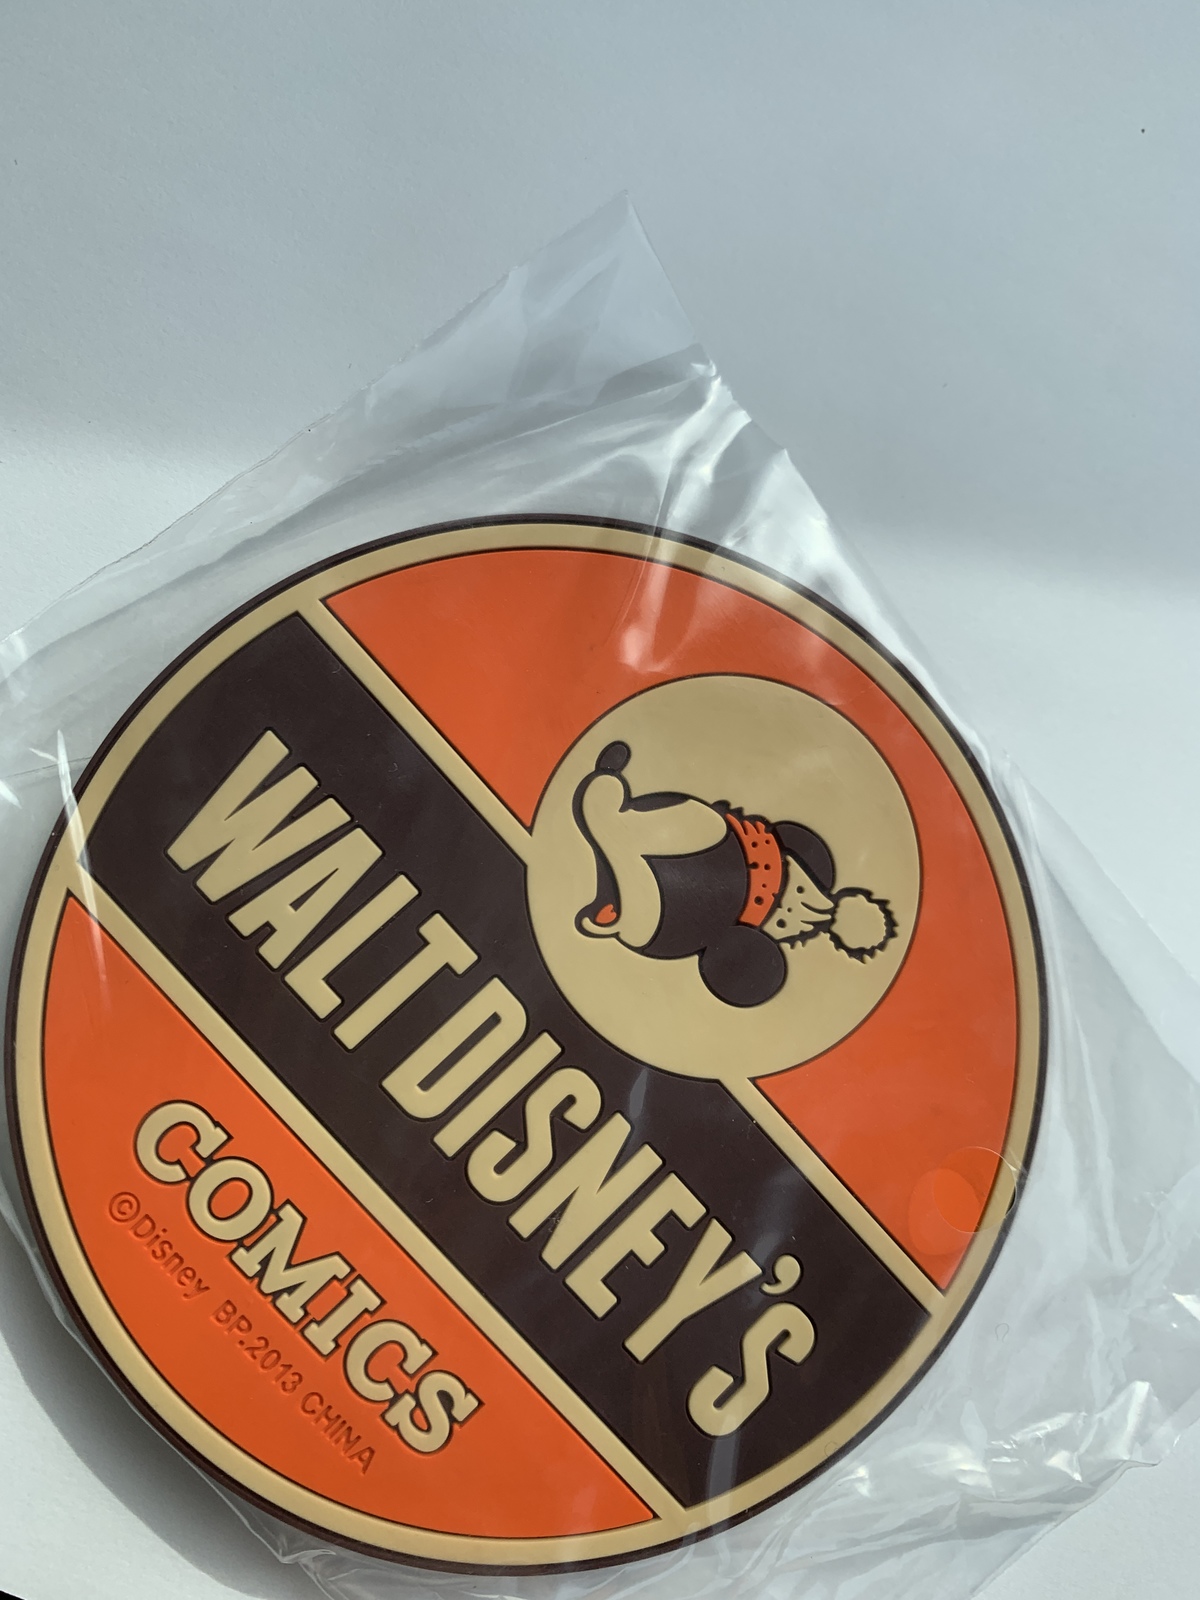 WALT DISNEY'S
COMICS
©Disney BP.2013 CHINA